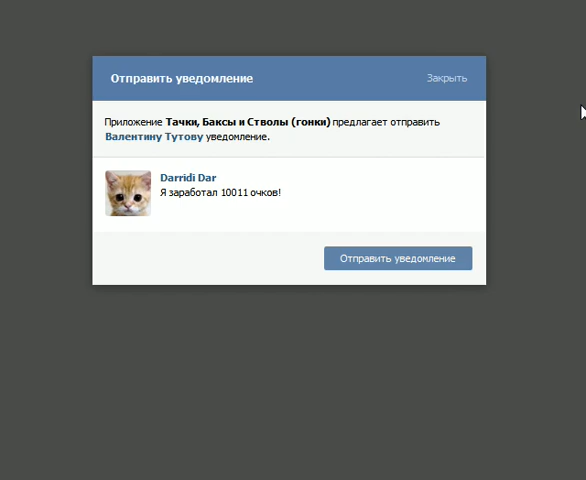 Отправить уведомление
Закрыть
Приложение Тачки, Баксы и Стволы (гонки) предлагает отправить
Валентину Тутову уведомление.
Darridi Dar
Я заработал 10011 очков!
Отправить уведомление